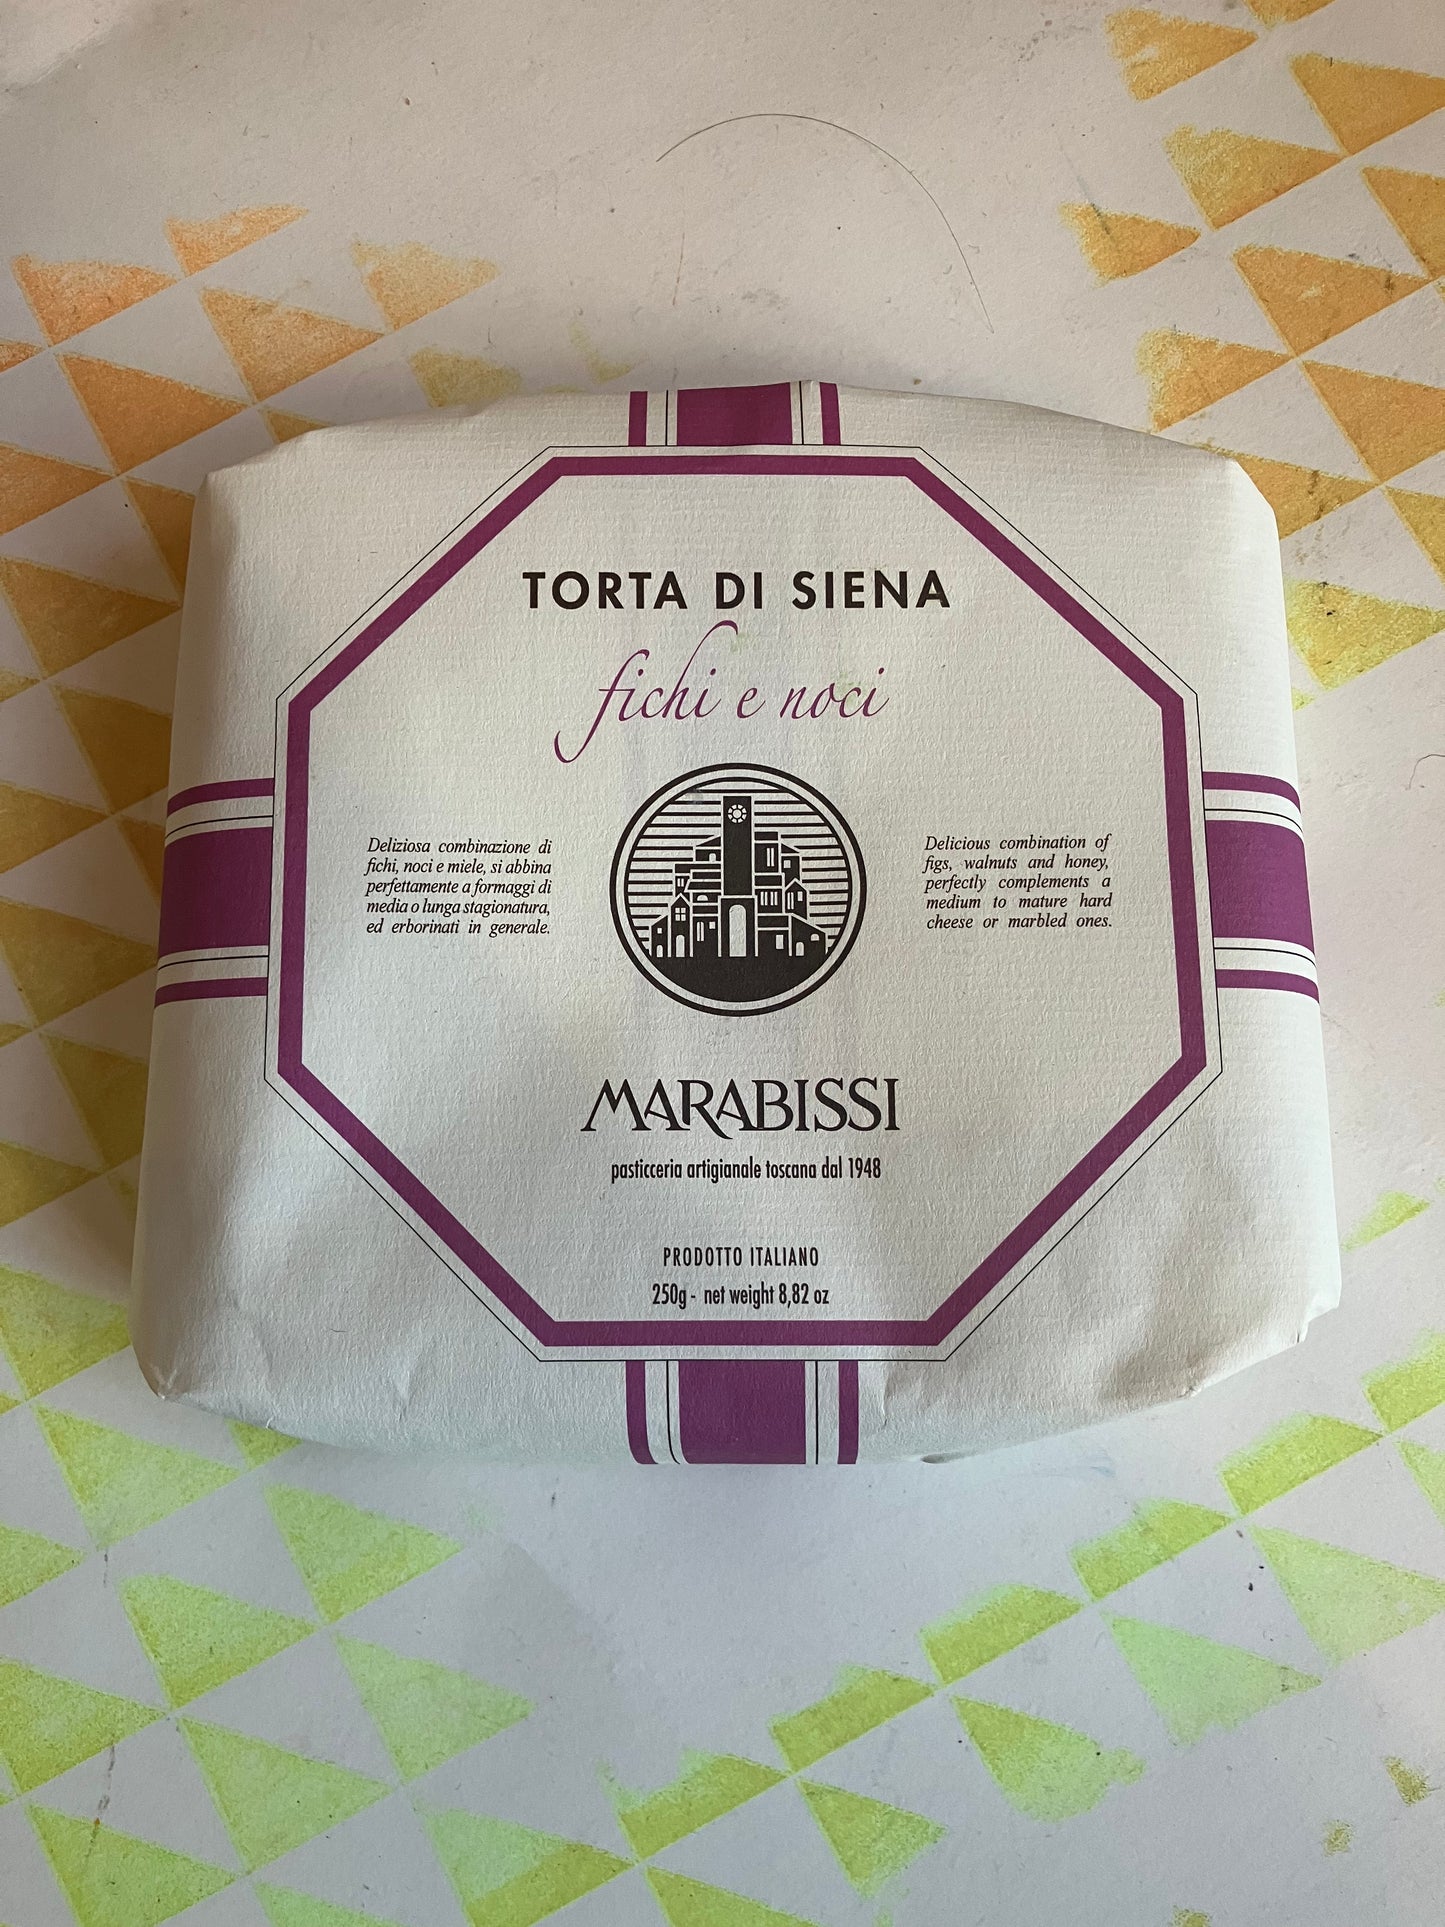 TORTA DI SIENA
fichi e noci
Deliziosa combinazione di
fichi, noci e miele, si abbina
perfettamente a formaggi di
media o lunga stagionatura,
ed erborinati in generale.
Delicious combination of
figs, walnuts and honey,
perfectly complements a
medium to mature hard
cheese or marbled ones.
MARABISSI
pasticceria artigianale toscana dal 1948
PRODOTTO ITALIANO
250g - net weight 8,82 oz